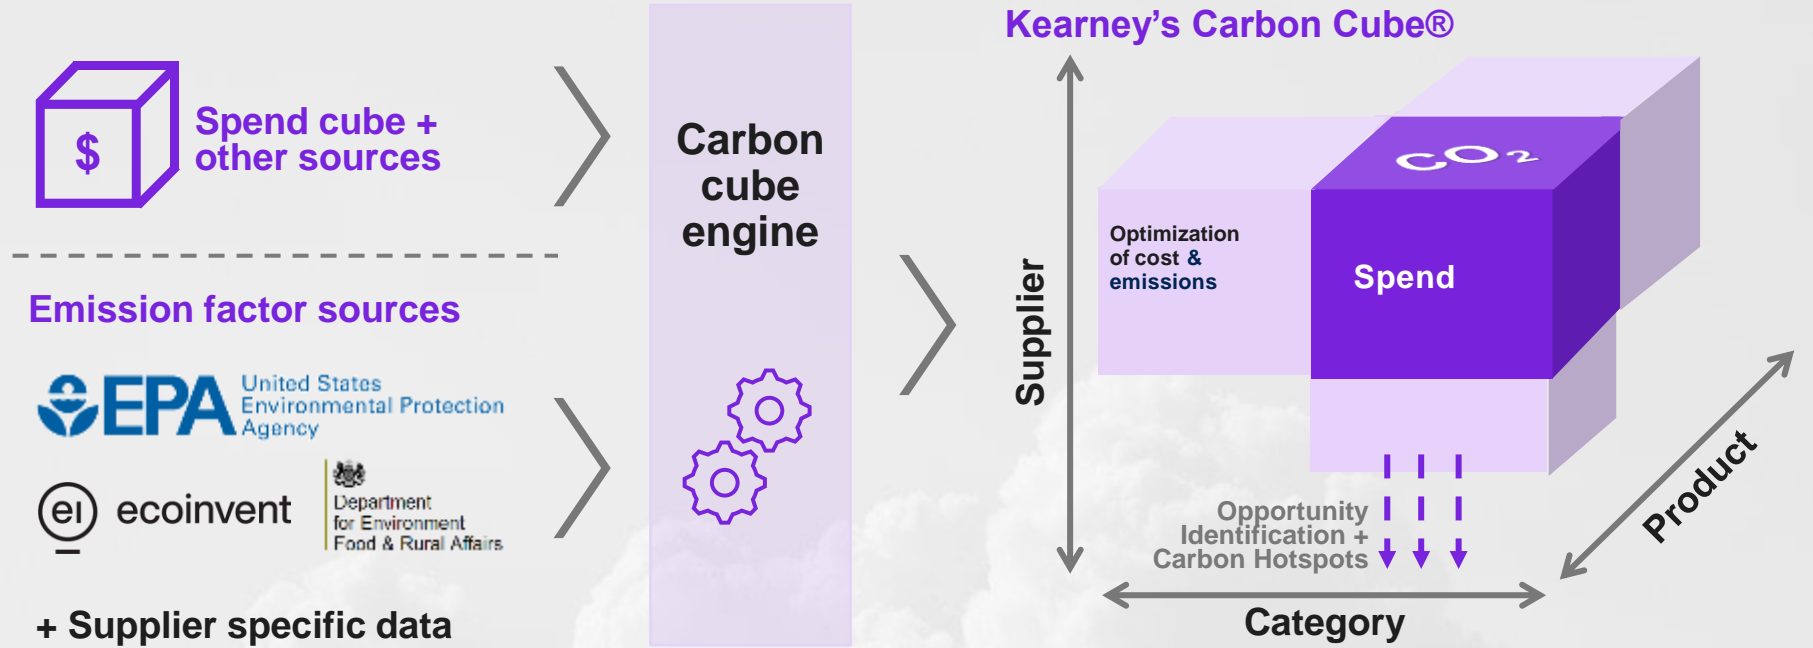 Kearney’s Carbon Cube®
$
Spend cube +
other sources
Emission factor sources
EPA
United States
Environmental Protection
Agency
ei
ecoinvent
Department
for Environment
Food & Rural Affairs
+ Supplier specific data
Carbon
cube
engine
Supplier
Optimization
of cost &
emissions
CO₂
Spend
Opportunity
Identification +
Carbon Hotspots
Category
Product